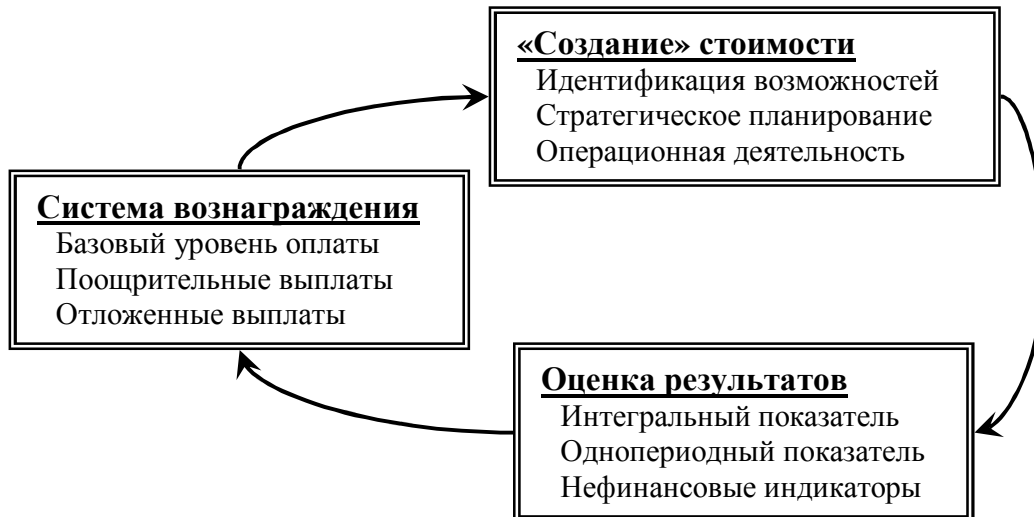 «Создание» стоимости
Идентификация возможностей
Стратегическое планирование
Операционная деятельность
Система вознаграждения
Базовый уровень оплаты
Поощрительные выплаты
Отложенные выплаты
Оценка результатов
Интегральный показатель
Однопериодный показатель
Нефинансовые индикаторы